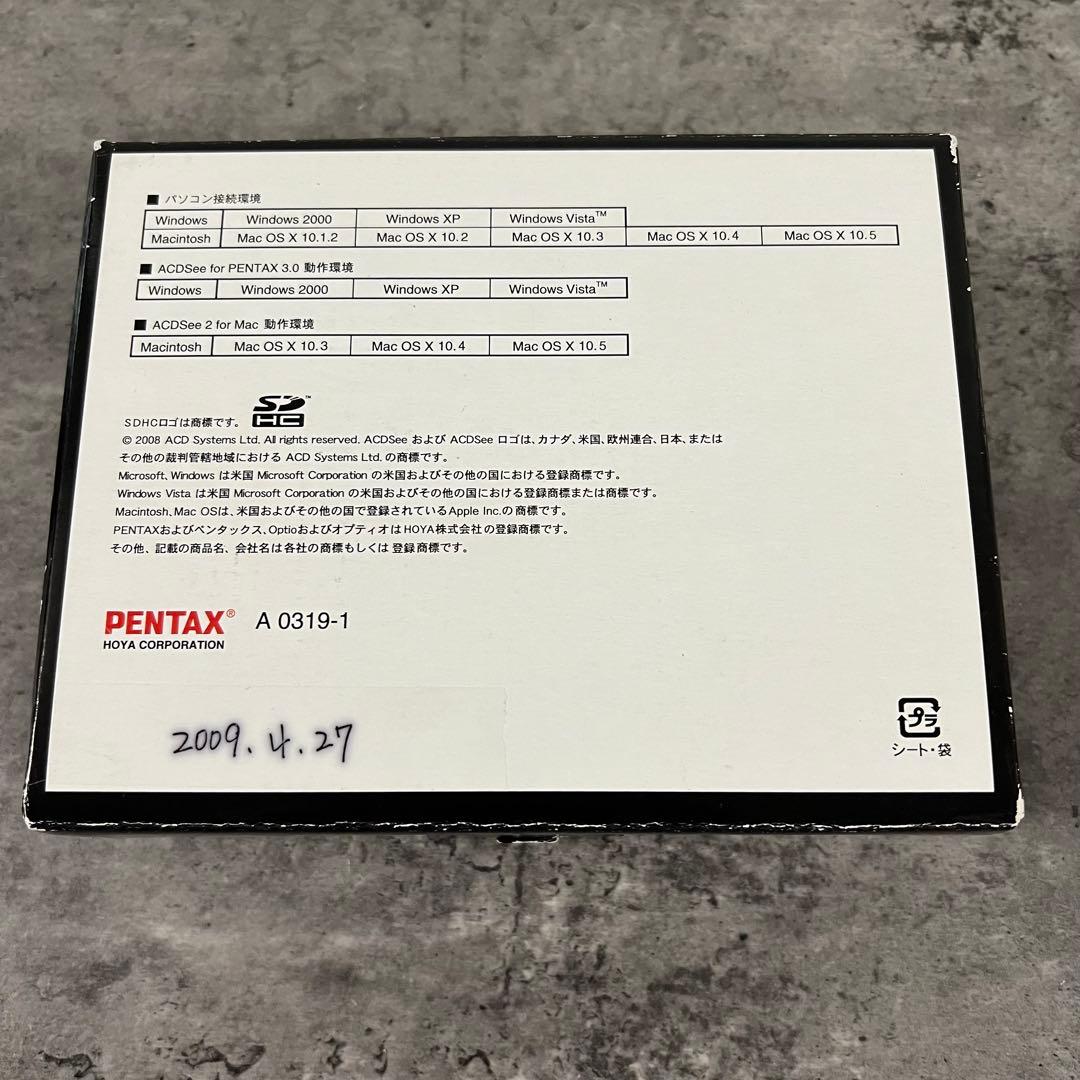 ■ パソコン接続環境
Windows Windows 2000 Windows XP Windows Vista™
Macintosh Mac OS X 10.1.2 Mac OS X 10.2 Mac OS X 10.3 Mac OS X 10.4 Mac OS X 10.5
■ ACDSee for PENTAX 3.0 動作環境
Windows Windows 2000 Windows XP Windows Vista™
■ ACDSee 2 for Mac 動作環境
Macintosh Mac OS X 10.3 Mac OS X 10.4 Mac OS X 10.5
SDHCロゴは商標です。 SD HC ™
© 2008 ACD Systems Ltd. All rights reserved. ACDSee および ACDSee ロゴは、カナダ、米国、欧州連合、日本、または
その他の裁判管轄地域における ACD Systems Ltd. の商標です。
Microsoft、Windows は米国 Microsoft Corporation の米国およびその他の国における登録商標です。
Windows Vista は米国 Microsoft Corporation の米国およびその他の国における登録商標または商標です。
Macintosh、Mac OSは、米国およびその他の国で登録されているApple Inc.の商標です。
PENTAXおよびペンタックス、OptioおよびオプティオはHOYA株式会社の登録商標です。
その他、記載の商品名、会社名は各社の商標もしくは登録商標です。
PENTAX® A 0319-1
HOYA CORPORATION
2009.4.27
プラ
シート・袋